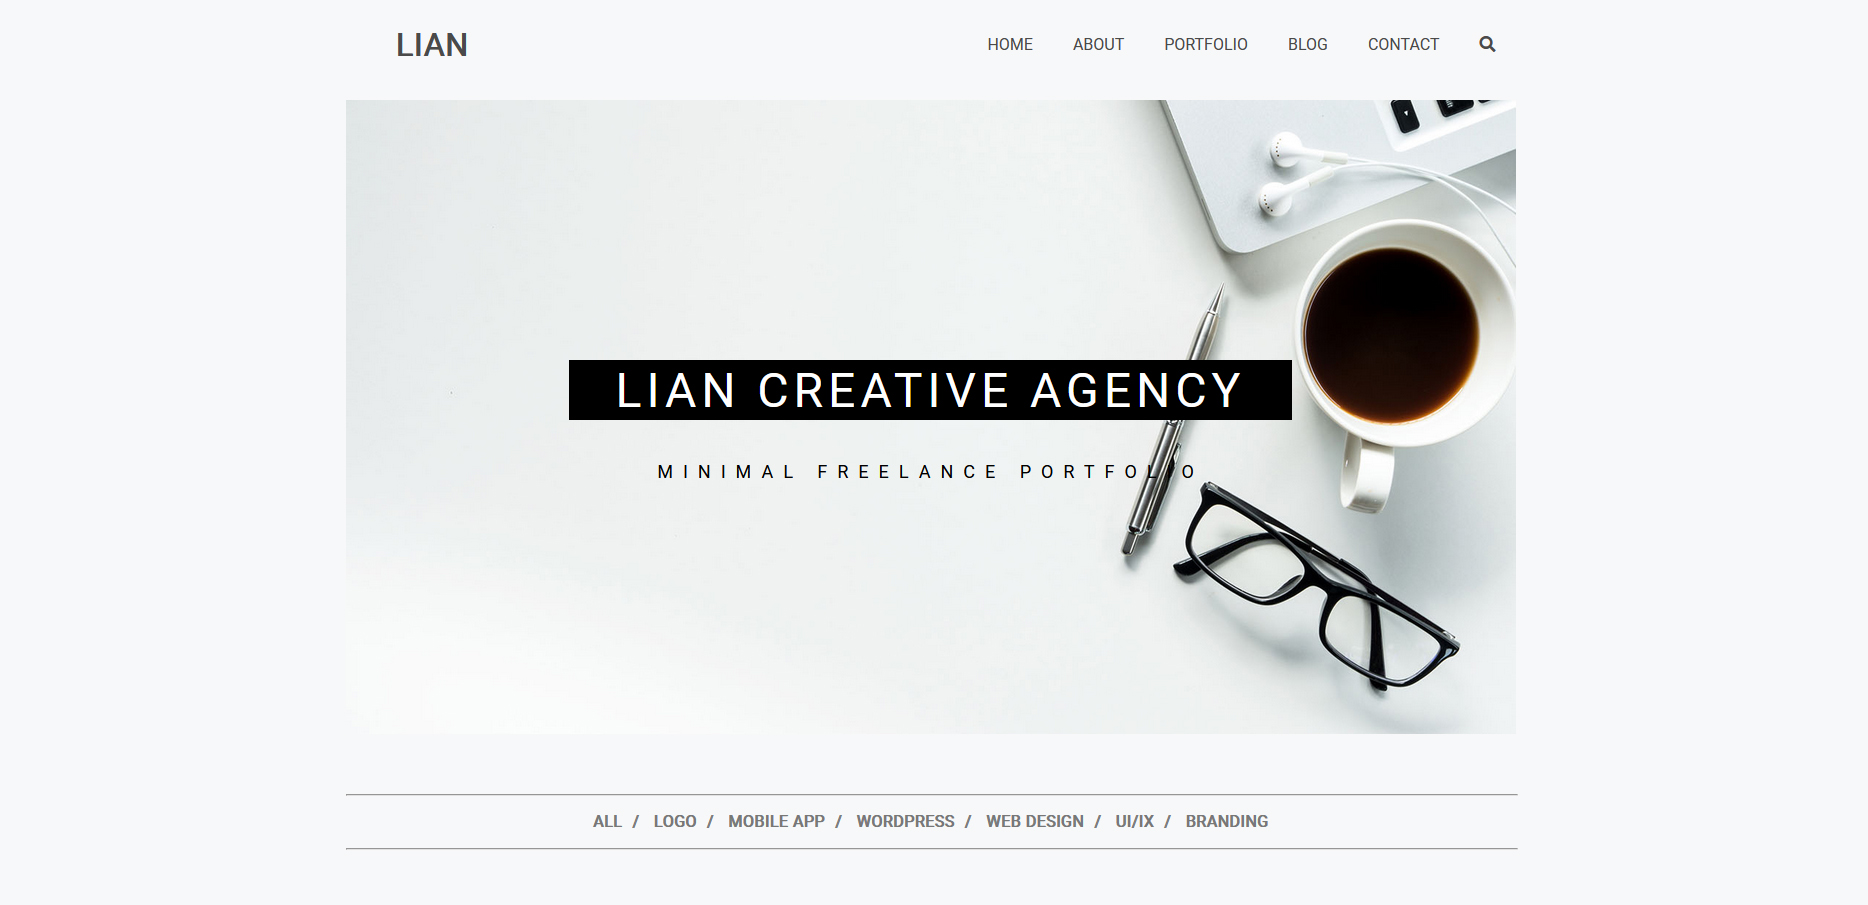 LIAN
HOME ABOUT PORTFOLIO BLOG CONTACT
LIAN CREATIVE AGENCY
MINIMAL FREELANCE PORTFOLIO
ALL / LOGO / MOBILE APP / WORDPRESS / WEB DESIGN / UI/IX / BRANDING